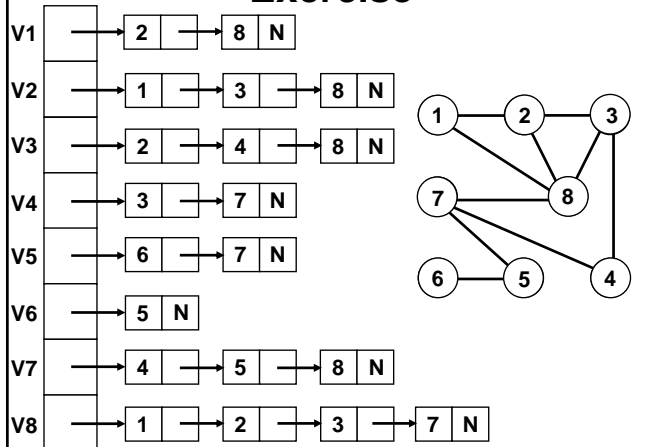 Exercise
V1 2 8 N
V2 1 3 8 N
V3 2 4 8 N
V4 3 7 N
V5 6 7 N
V6 5 N
V7 4 5 8 N
V8 1 2 3 7 N
1 2 3
7 8
6 5 4